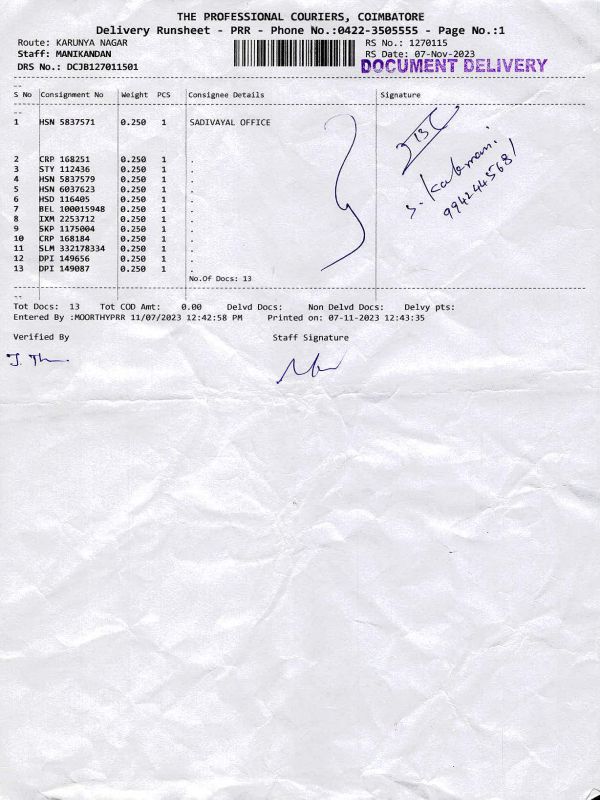 THE PROFESSIONAL COURIERS, COIMBATORE
Delivery Runsheet - PRR - Phone No.:0422-3505555 - Page No.:1
Route: KARUNYA NAGAR RS No.: 1270115
Staff: MANIKANDAN RS Date: 07-Nov-2023
DRS No.: DCJB127011501 DOCUMENT DELIVERY
S No Consignment No Weight PCS Consignee Details Signature
1 HSN 5837571 0.250 1 SADIVAYAL OFFICE
2 CRP 168251 0.250 1 .
3 STY 112436 0.250 1 .
4 HSN 5837579 0.250 1 .
5 HSN 6037623 0.250 1 .
6 HSD 116405 0.250 1 .
7 BEL 100015948 0.250 1 .
8 IXM 2253712 0.250 1 .
9 SKP 1175004 0.250 1 .
10 CRP 168184 0.250 1 .
11 SLM 332178334 0.250 1 .
12 DPI 149656 0.250 1 .
13 DPI 149087 0.250 1 .
No.Of Docs: 13
99424445681
Tot Docs: 13 Tot COD Amt: 0.00 Delvd Docs: Non Delvd Docs: Delvy pts:
Entered By :MOORTHYPRR 11/07/2023 12:42:58 PM Printed on: 07-11-2023 12:43:35
Verified By Staff Signature